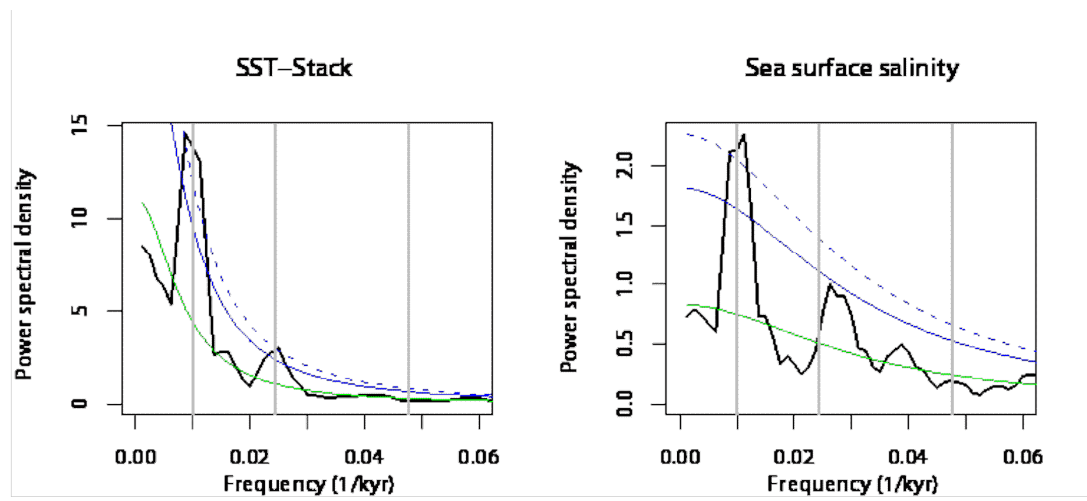 SST–Stack
Power spectral density
15
10
5
0
0.00 0.02 0.04 0.06
Frequency (1/kyr)
Sea surface salinity
Power spectral density
2.0
1.5
1.0
0.5
0.0
0.00 0.02 0.04 0.06
Frequency (1/kyr)